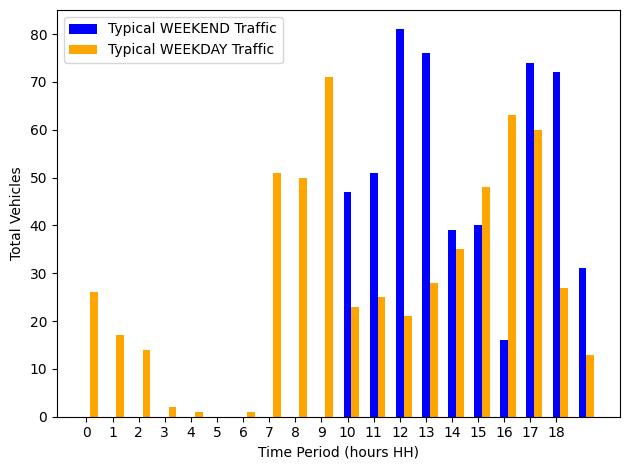 Typical WEEKEND Traffic
Typical WEEKDAY Traffic
80
70
60
50
40
30
20
10
0
Total Vehicles
0 1 2 3 4 5 6 7 8 9 10 11 12 13 14 15 16 17 18
Time Period (hours HH)